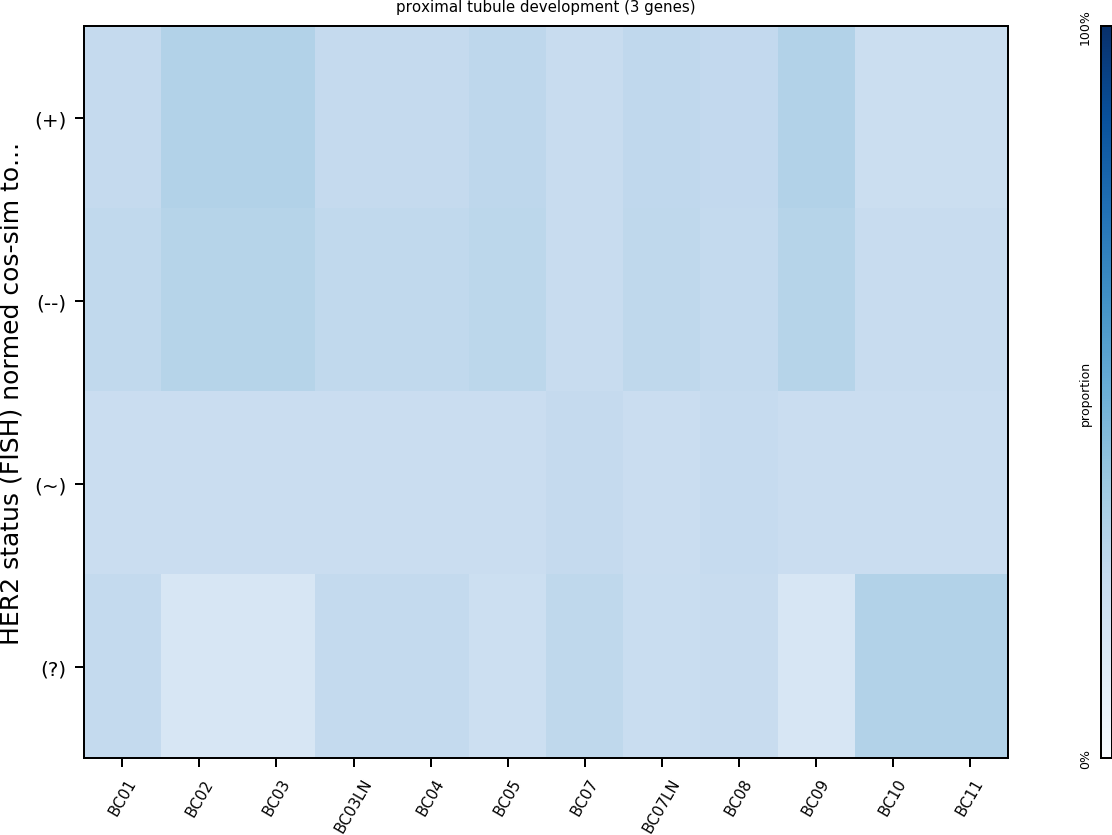 proximal tubule development (3 genes)
HER2 status (FISH) normed cos-sim to...
(+)
(--)
(~)
(?)
BC01
BC02
BC03
BC03LN
BC04
BC05
BC07
BC07LN
BC08
BC09
BC10
BC11
100%
proportion
0%